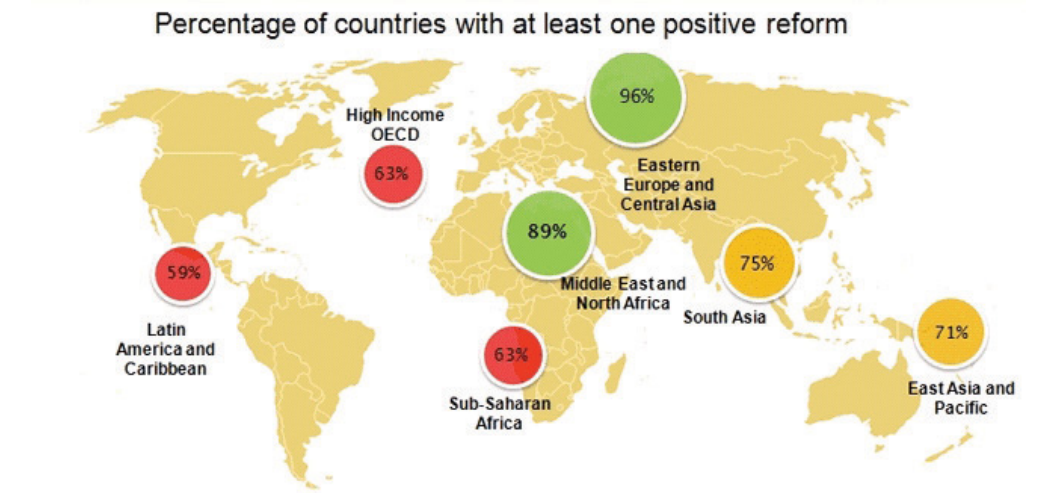 Percentage of countries with at least one positive reform
96%
High Income
OECD
63%
Eastern
Europe and
Central Asia
89%
Middle East and
North Africa
75%
South Asia
59%
Latin
America and
Caribbean
63%
Sub-Saharan
Africa
71%
East Asia and
Pacific